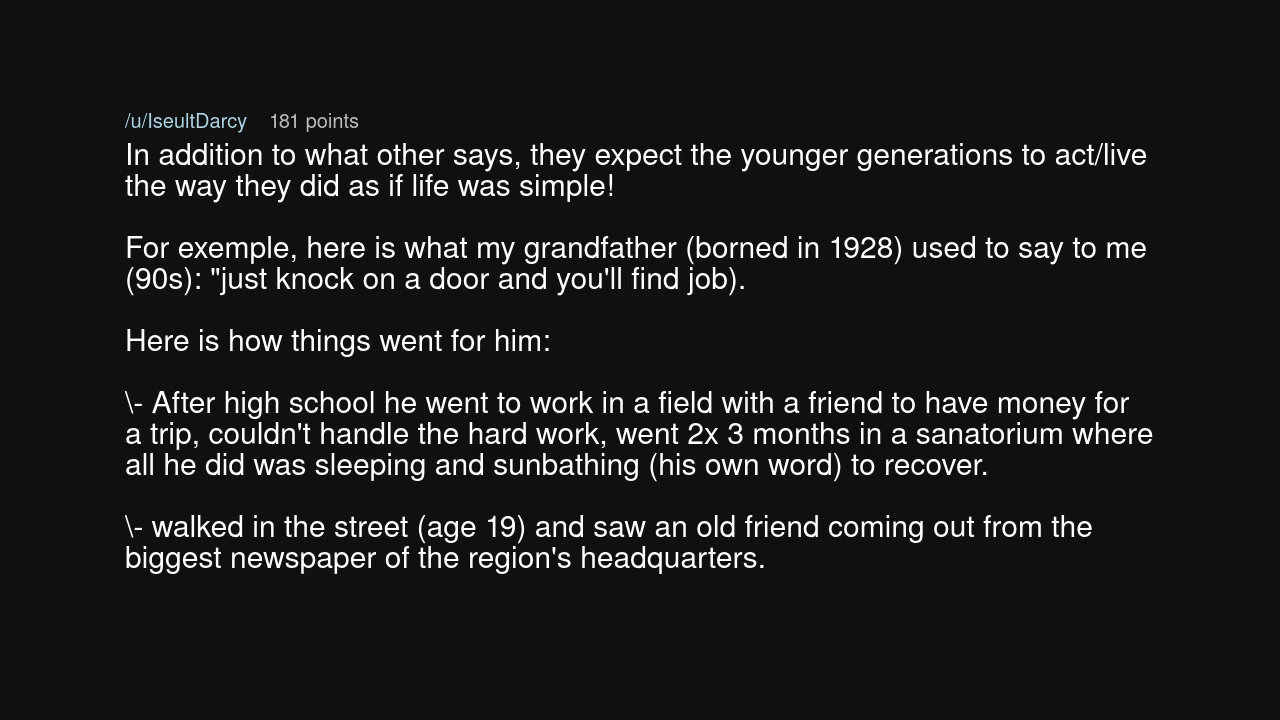 /u/IseultDarcy 181 points
In addition to what other says, they expect the younger generations to act/live
the way they did as if life was simple!
For exemple, here is what my grandfather (borned in 1928) used to say to me
(90s): "just knock on a door and you'll find job).
Here is how things went for him:
\- After high school he went to work in a field with a friend to have money for
a trip, couldn't handle the hard work, went 2x 3 months in a sanatorium where
all he did was sleeping and sunbathing (his own word) to recover.
\- walked in the street (age 19) and saw an old friend coming out from the
biggest newspaper of the region's headquarters.